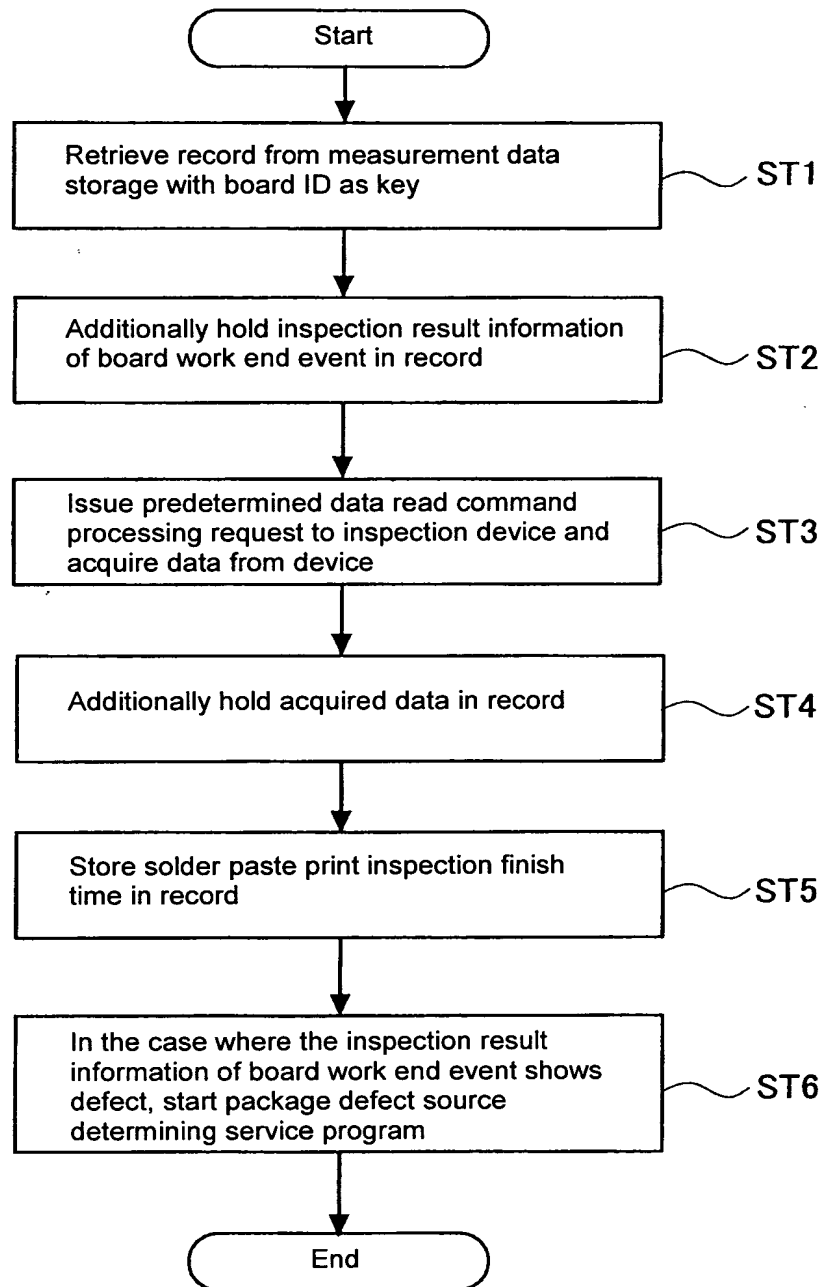 Start
Retrieve record from measurement data
storage with board ID as key
ST1
Additionally hold inspection result information
of board work end event in record
ST2
Issue predetermined data read command
processing request to inspection device and
acquire data from device
ST3
Additionally hold acquired data in record
ST4
Store solder paste print inspection finish
time in record
ST5
In the case where the inspection result
information of board work end event shows
defect, start package defect source
determining service program
ST6
End